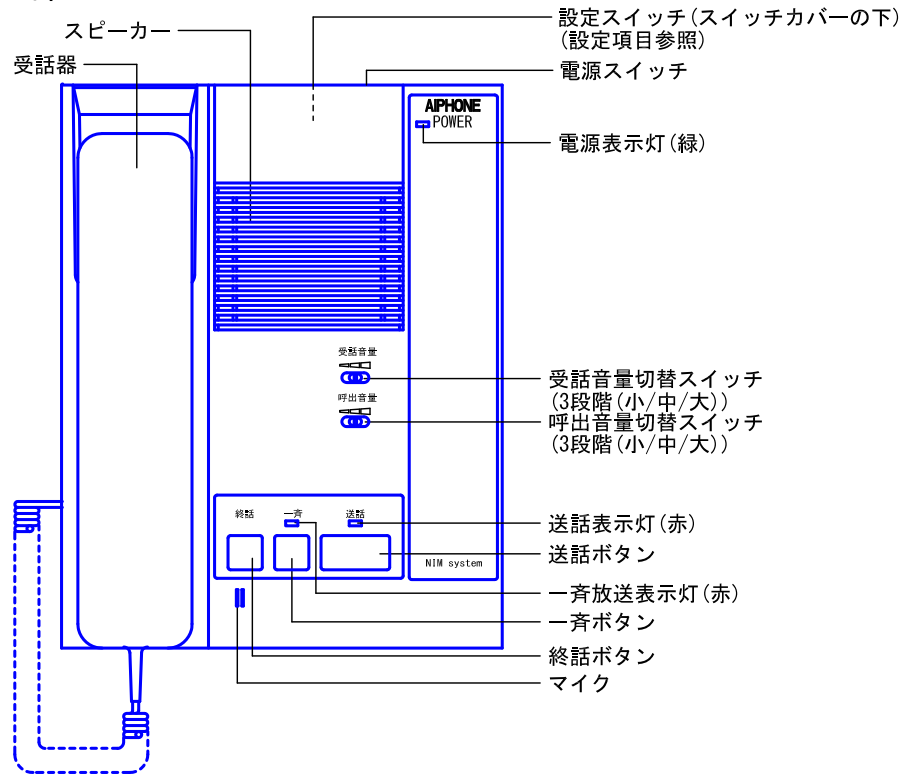 設定スイッチ(スイッチカバーの下)
(設定項目参照)
スピーカー
受話器
電源スイッチ
AIPHONE
POWER
電源表示灯(緑)
受話音量
受話音量切替スイッチ
(3段階(小/中/大))
呼出音量
呼出音量切替スイッチ
(3段階(小/中/大))
終話
一斉
送話
送話表示灯(赤)
送話ボタン
NIM system
一斉放送表示灯(赤)
一斉ボタン
終話ボタン
マイク